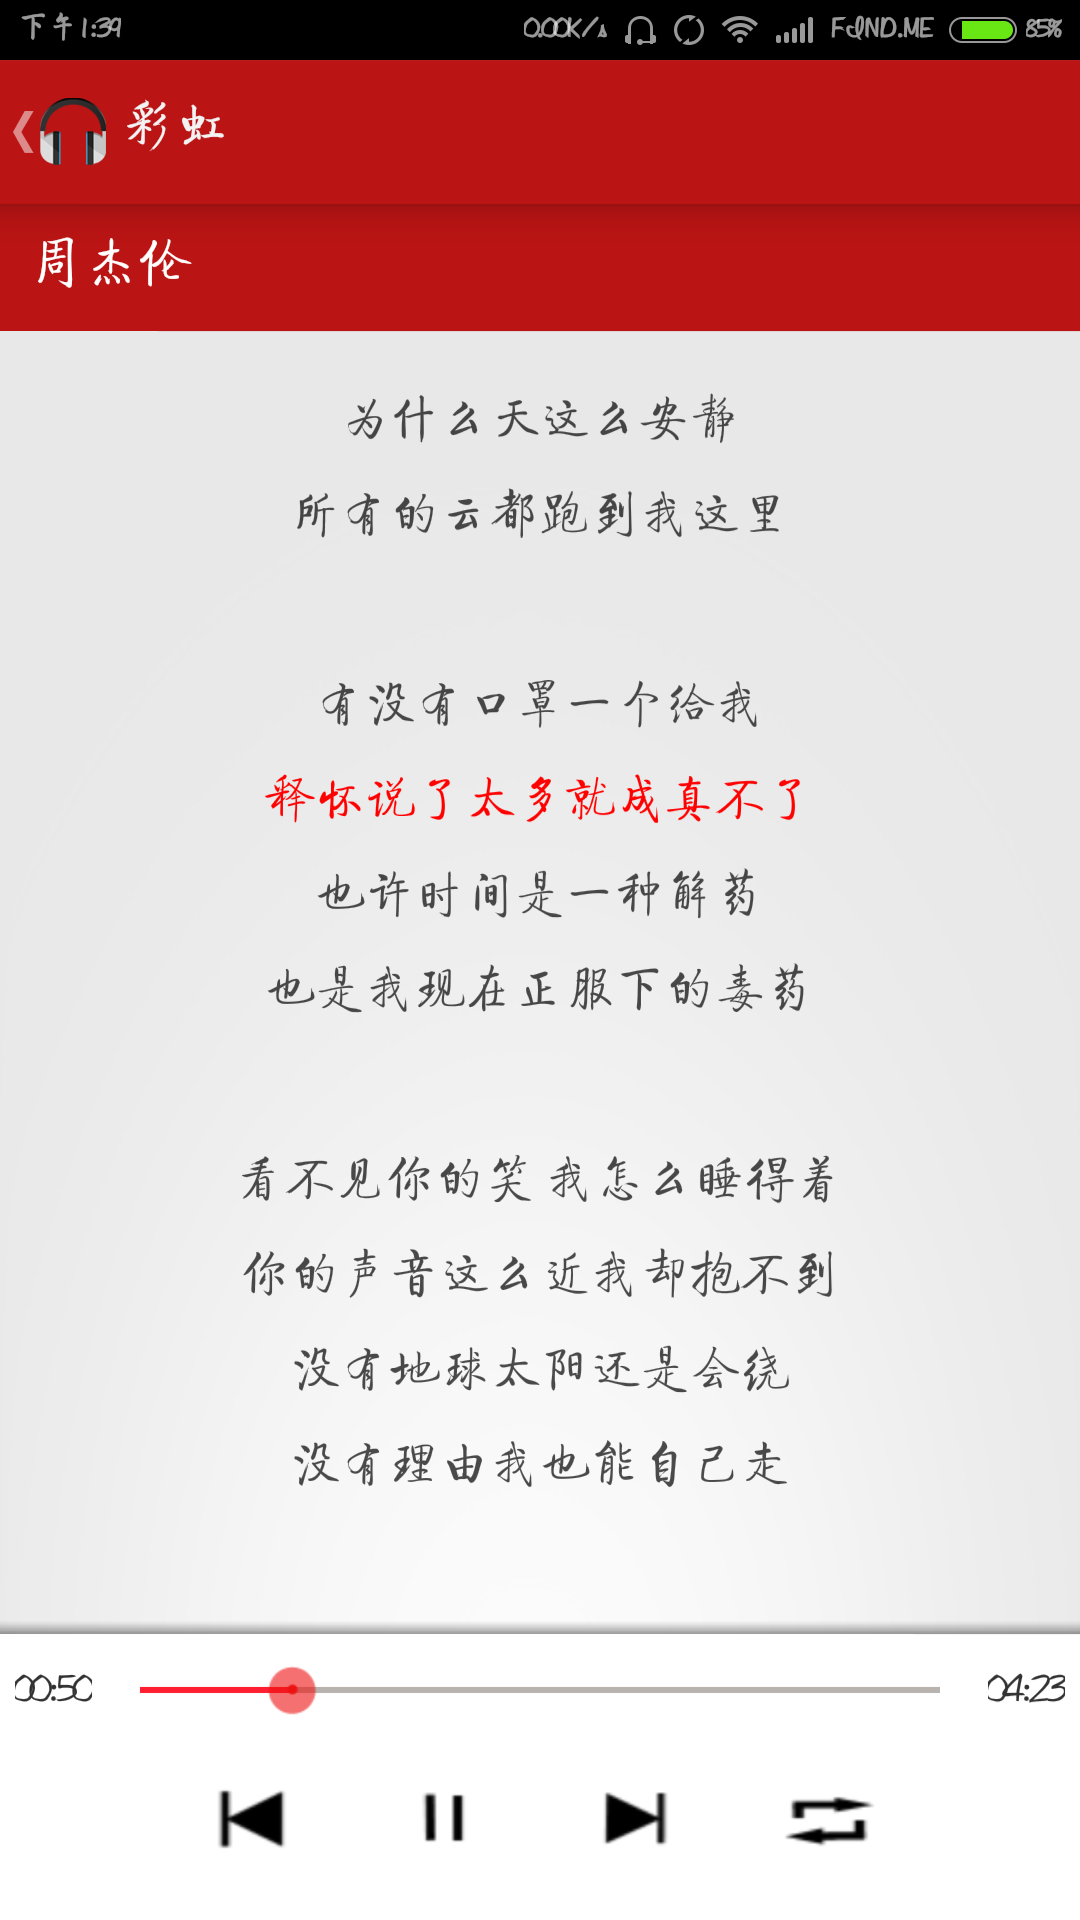 下午1:39
0.00K/s
FIND.ME
85%
彩虹
周杰伦
为什么天这么安静
所有的云都跑到我这里
有没有口罩一个给我
释怀说了太多就成真不了
也许时间是一种解药
也是我现在正服下的毒药
看不见你的笑 我怎么睡得着
你的声音这么近我却抱不到
没有地球太阳还是会绕
没有理由我也能自己走
00:50
04:23